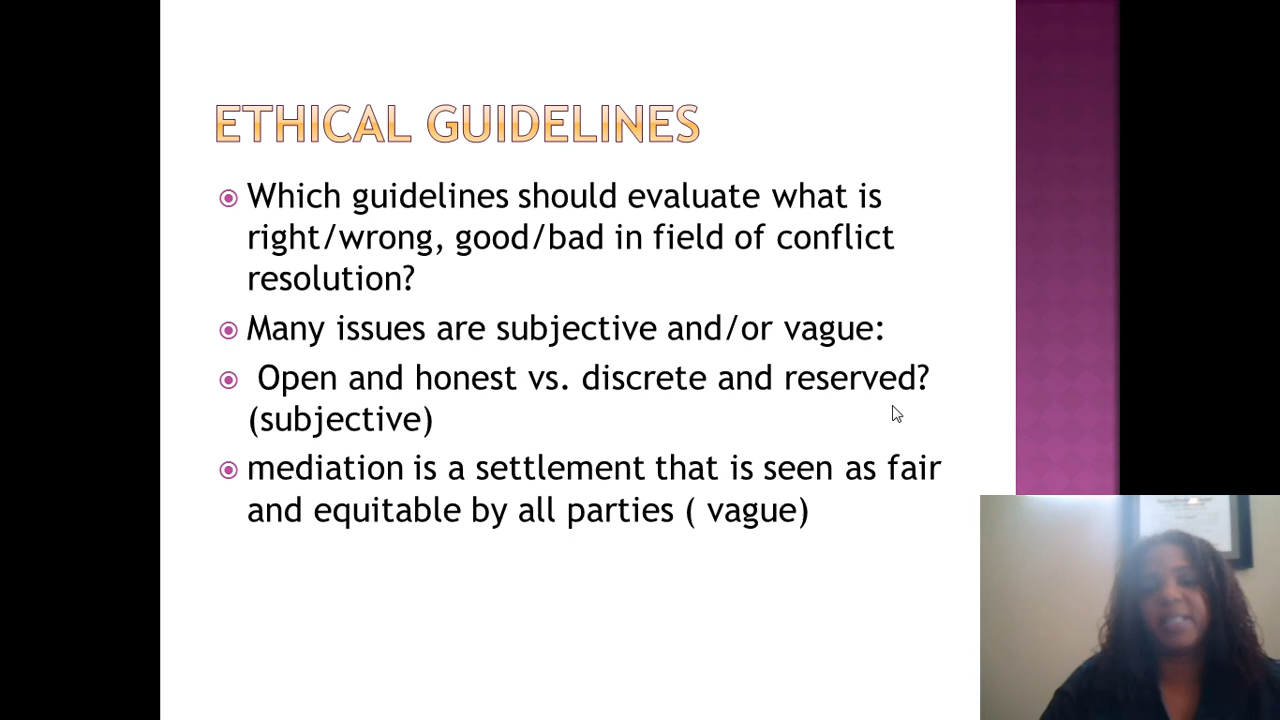 ETHICAL GUIDELINES
Which guidelines should evaluate what is
right/wrong, good/bad in field of conflict
resolution?
Many issues are subjective and/or vague:
Open and honest vs. discrete and reserved?
(subjective)
mediation is a settlement that is seen as fair
and equitable by all parties ( vague)